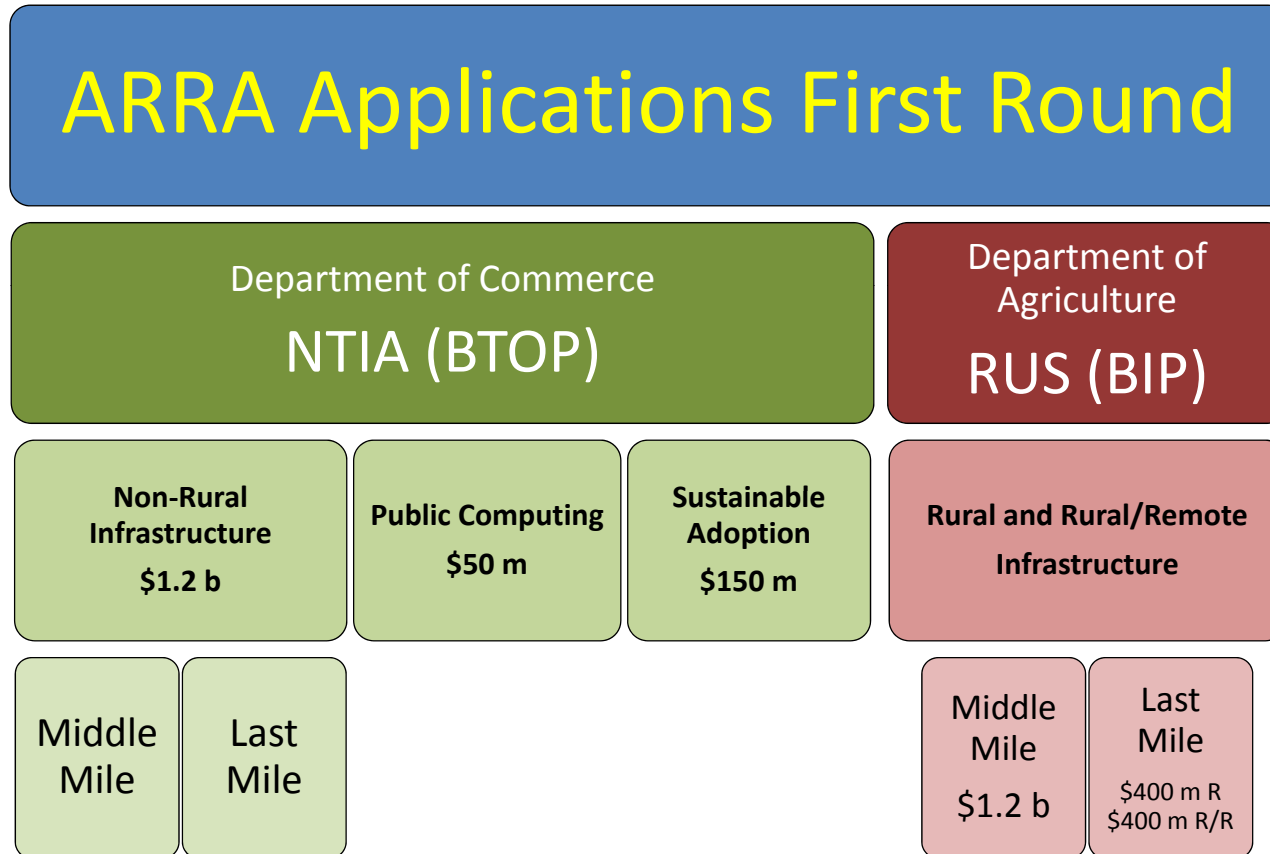 ARRA Applications First Round
Department of Commerce
NTIA (BTOP)
Department of
Agriculture
RUS (BIP)
Non-Rural
Infrastructure
$1.2 b
Public Computing
$50 m
Sustainable
Adoption
$150 m
Rural and Rural/Remote
Infrastructure
Middle
Mile
Last
Mile
Middle
Mile
$1.2 b
Last
Mile
$400 m R
$400 m R/R